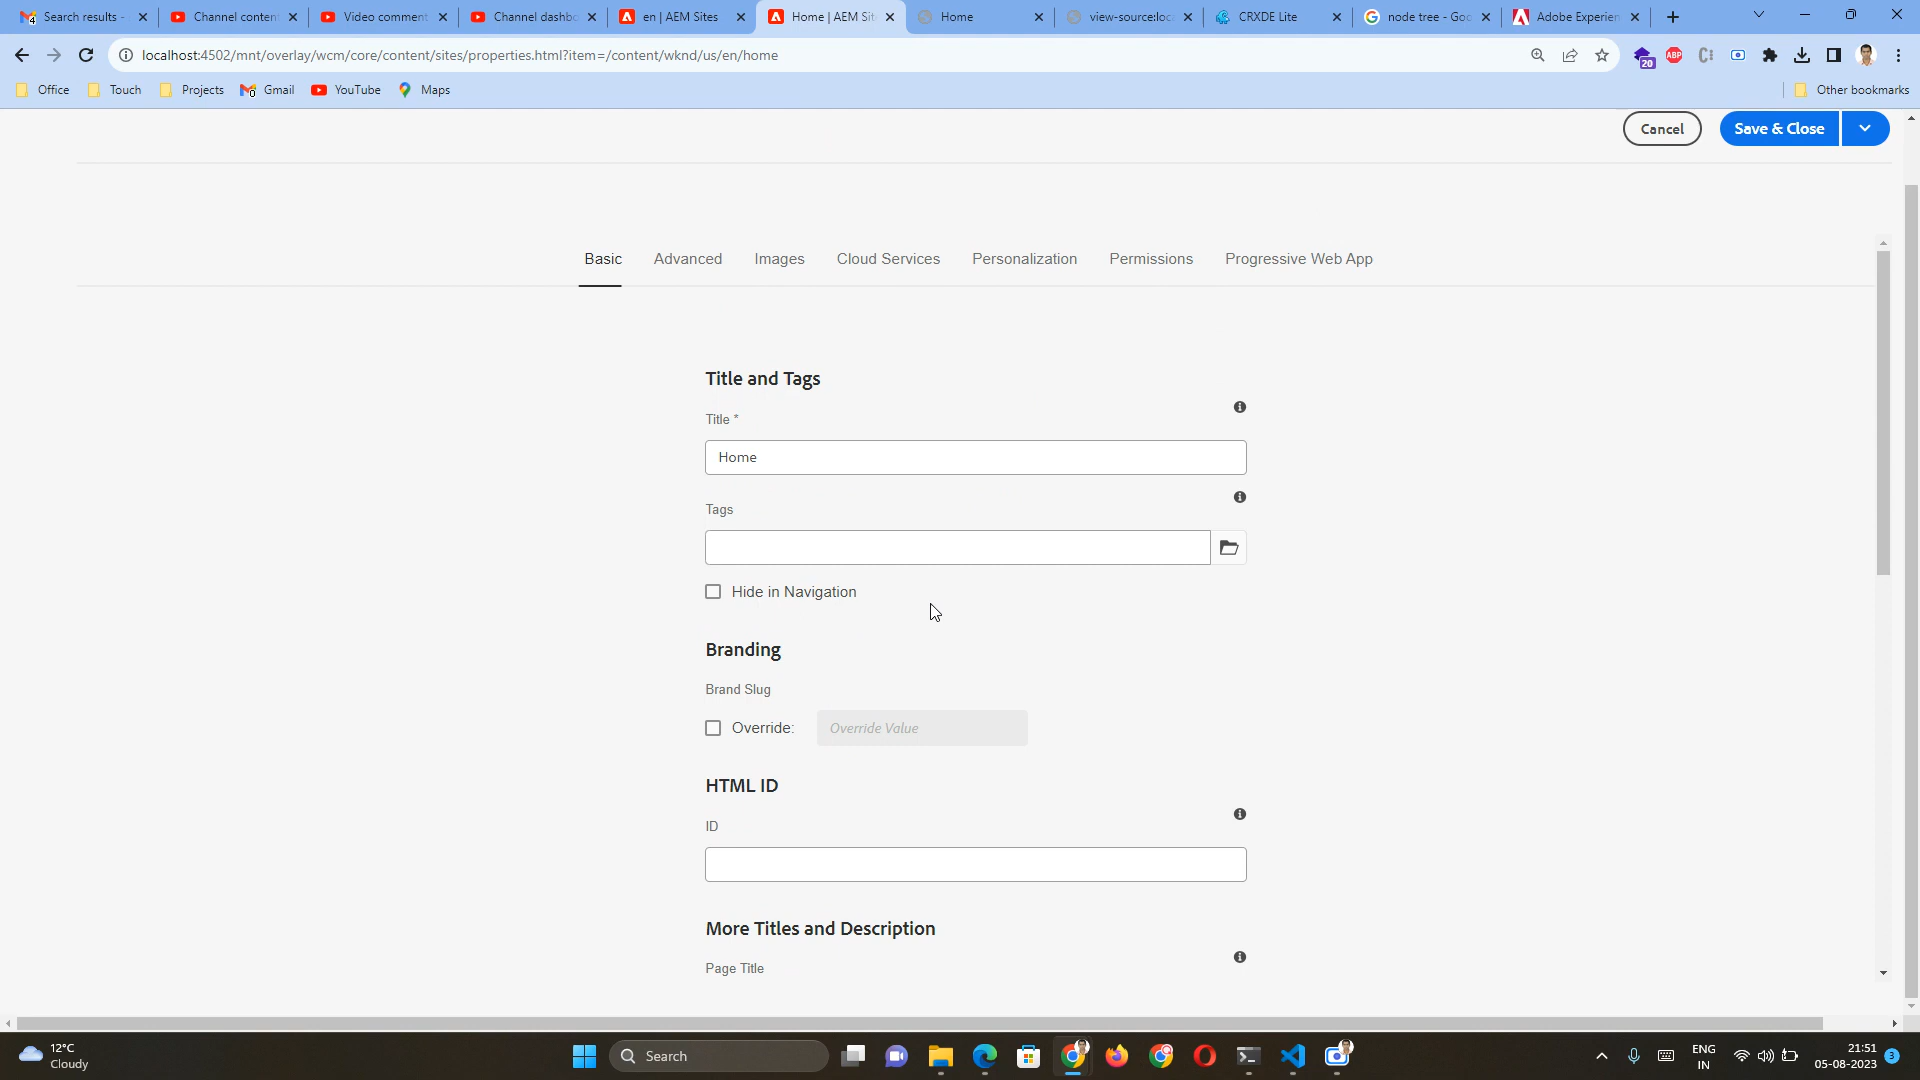 Search results -
Channel conten
Video comment
Channel dashbo
en | AEM Sites
Home | AEM Sit
Home
view-source:loc
CRXDE Lite
node tree - Goo
Adobe Experien
localhost:4502/mnt/overlay/wcm/core/content/sites/properties.html?item=/content/wknd/us/en/home
20
ABP
Office
Touch
Projects
Gmail
YouTube
Maps
Other bookmarks
Cancel
Save & Close
Basic
Advanced
Images
Cloud Services
Personalization
Permissions
Progressive Web App
Title and Tags
Title *
Home
Tags
Hide in Navigation
Branding
Brand Slug
Override:
Override Value
HTML ID
ID
More Titles and Description
Page Title
12°C
Cloudy
Search
ENG
IN
21:51
05-08-2023
3